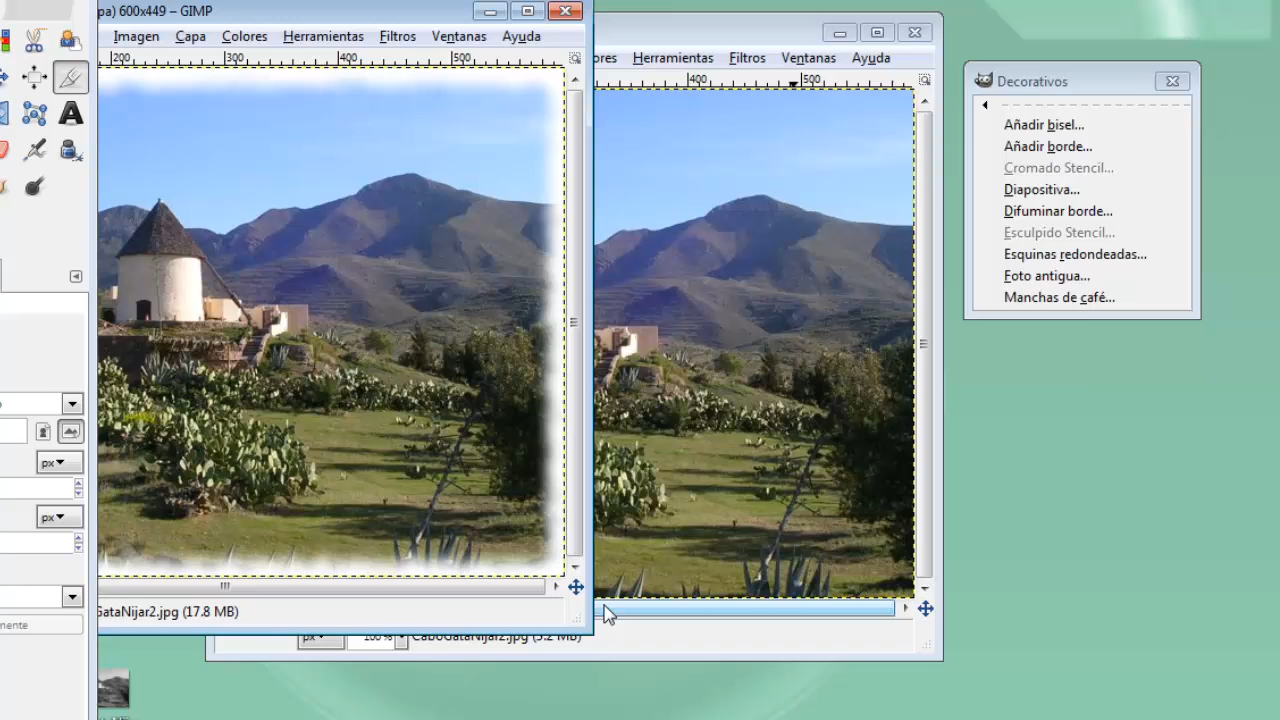 pa) 600x449 – GIMP
Imagen Capa Colores Herramientas Filtros Ventanas Ayuda
200 300 400 500
GataNijar2.jpg (17.8 MB)
ores Herramientas Filtros Ventanas Ayuda
400 500
px 100 % CaboGataNijar2.jpg (5.2 MB)
px
px
mente
Decorativos
Añadir bisel...
Añadir borde...
Cromado Stencil...
Diapositiva...
Difuminar borde...
Esculpido Stencil...
Esquinas redondeadas...
Foto antigua...
Manchas de café...